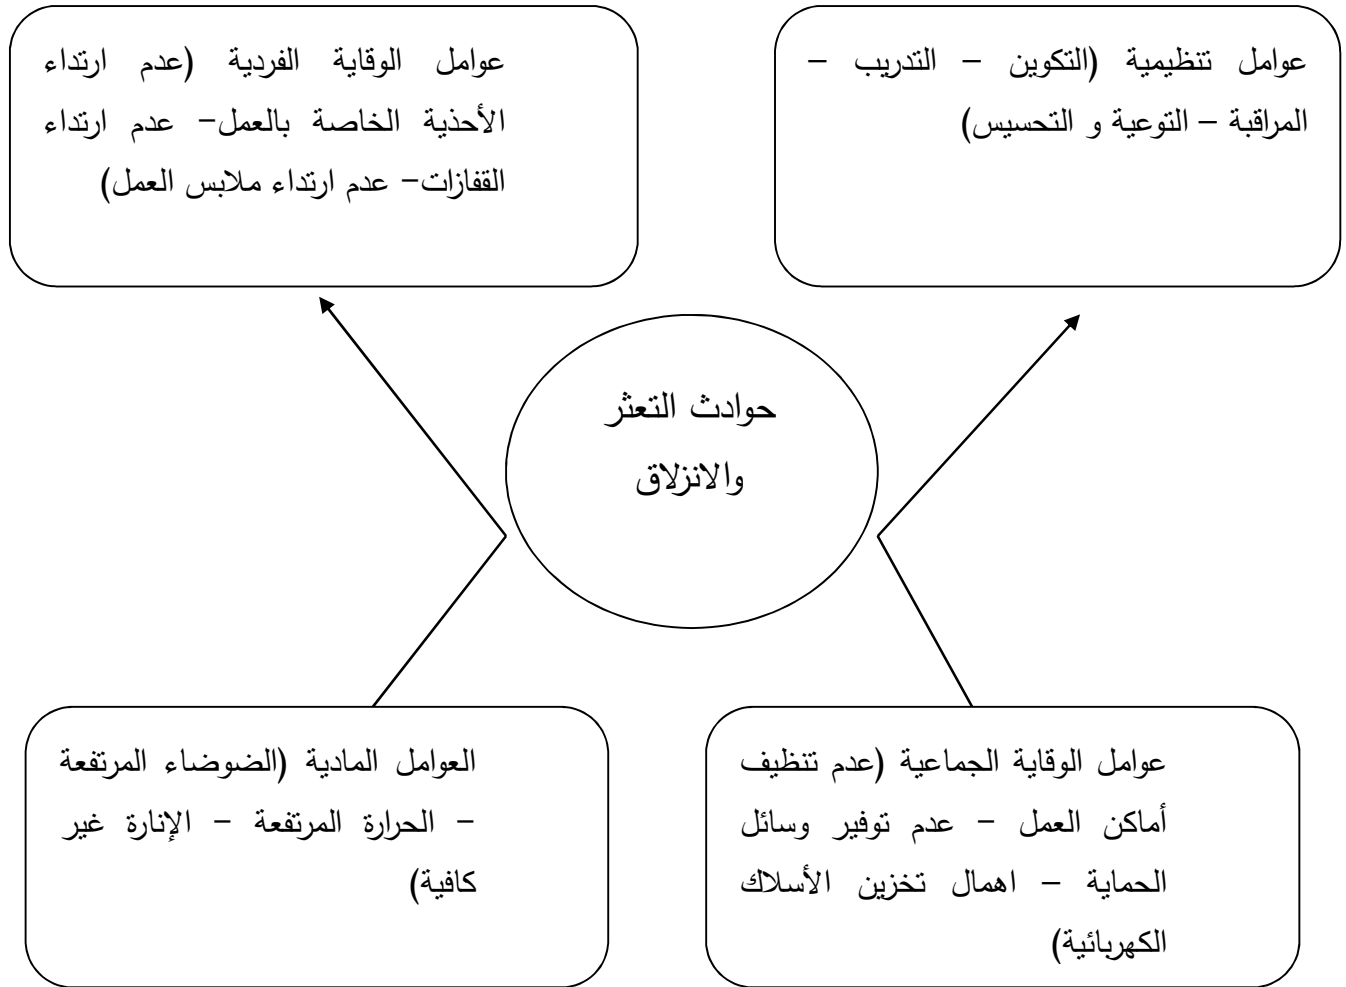 عوامل تنظيمية (التكوين – التدريب –
المراقبة – التوعية و التحسيس)
عوامل الوقاية الفردية (عدم ارتداء
الأحذية الخاصة بالعمل– عدم ارتداء
القفازات– عدم ارتداء ملابس العمل)
حوادث التعثر
والانزلاق
عوامل الوقاية الجماعية (عدم تنظيف
أماكن العمل – عدم توفير وسائل
الحماية – اهمال تخزين الأسلاك
الكهربائية)
العوامل المادية (الضوضاء المرتفعة
– الحرارة المرتفعة – الإنارة غير
كافية)